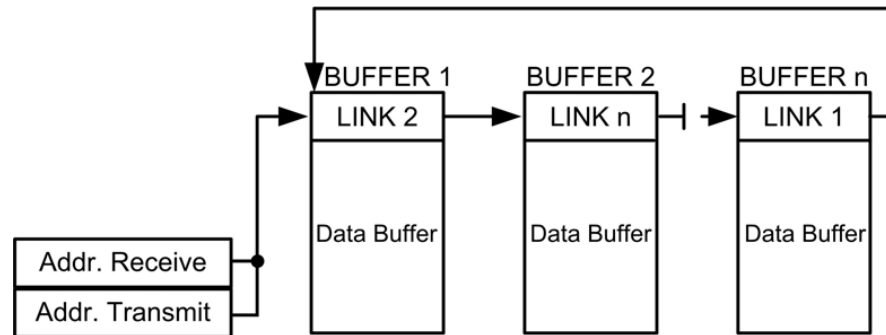 BUFFER 1 BUFFER 2 BUFFER n
LINK 2 LINK n LINK 1
Data Buffer Data Buffer Data Buffer
Addr. Receive
Addr. Transmit